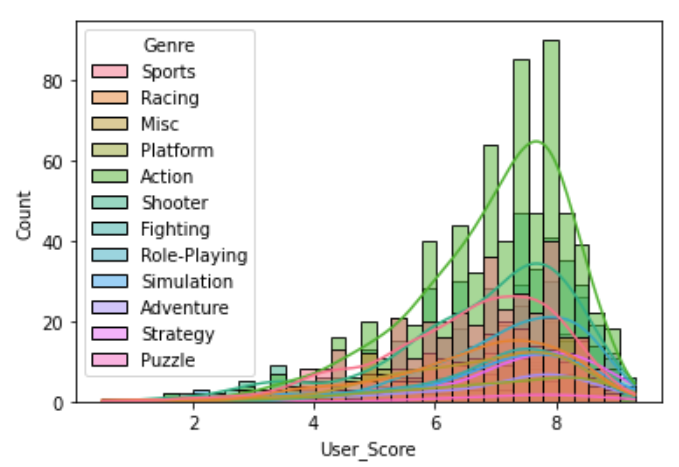 Genre
Sports
Racing
Misc
Platform
Action
Shooter
Fighting
Role-Playing
Simulation
Adventure
Strategy
Puzzle
Count
80
60
40
20
0
2
4
6
8
User_Score